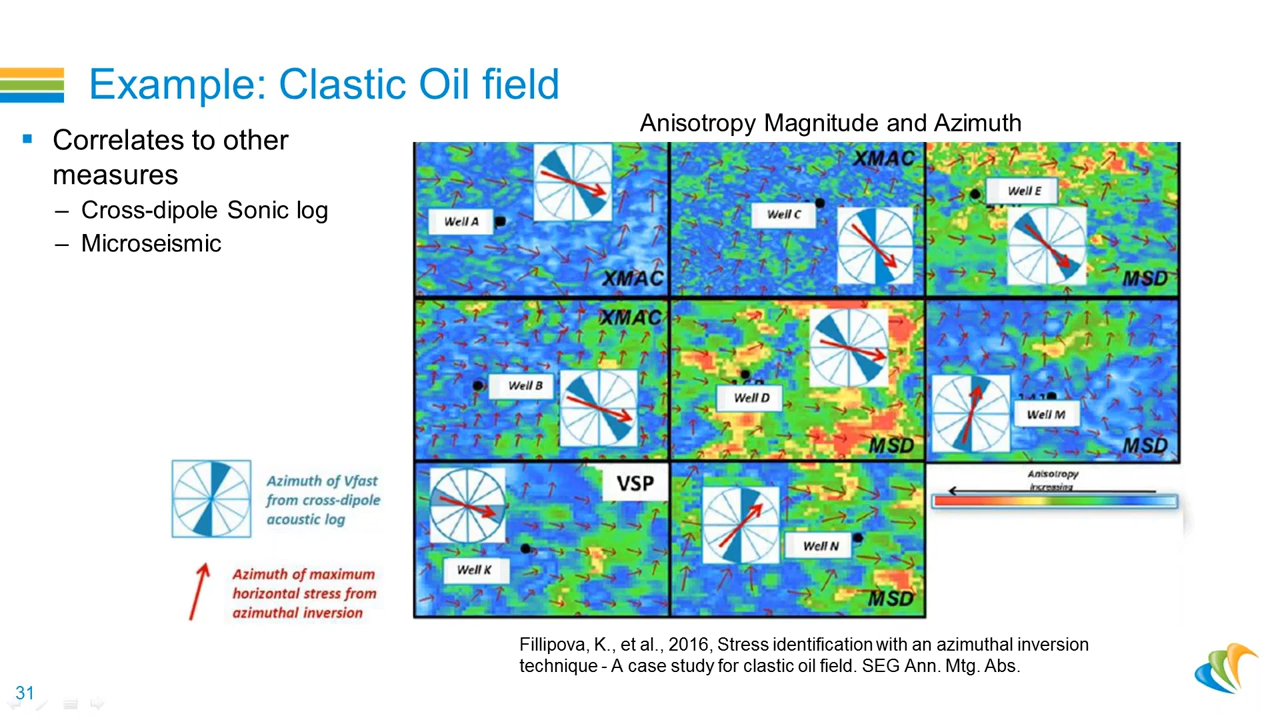 Example: Clastic Oil field
Correlates to other
measures
– Cross-dipole Sonic log
– Microseismic
Anisotropy Magnitude and Azimuth
Well A
XMAC
Well C
XMAC
Well E
MSD
Well B
XMAC
Well D
MSD
Well M
MSD
Well K
VSP
Well N
MSD
Anisotropy
increasing
Azimuth of Vfast
from cross-dipole
acoustic log
Azimuth of maximum
horizontal stress from
azimuthal inversion
Fillipova, K., et al., 2016, Stress identification with an azimuthal inversion
technique - A case study for clastic oil field. SEG Ann. Mtg. Abs.
31